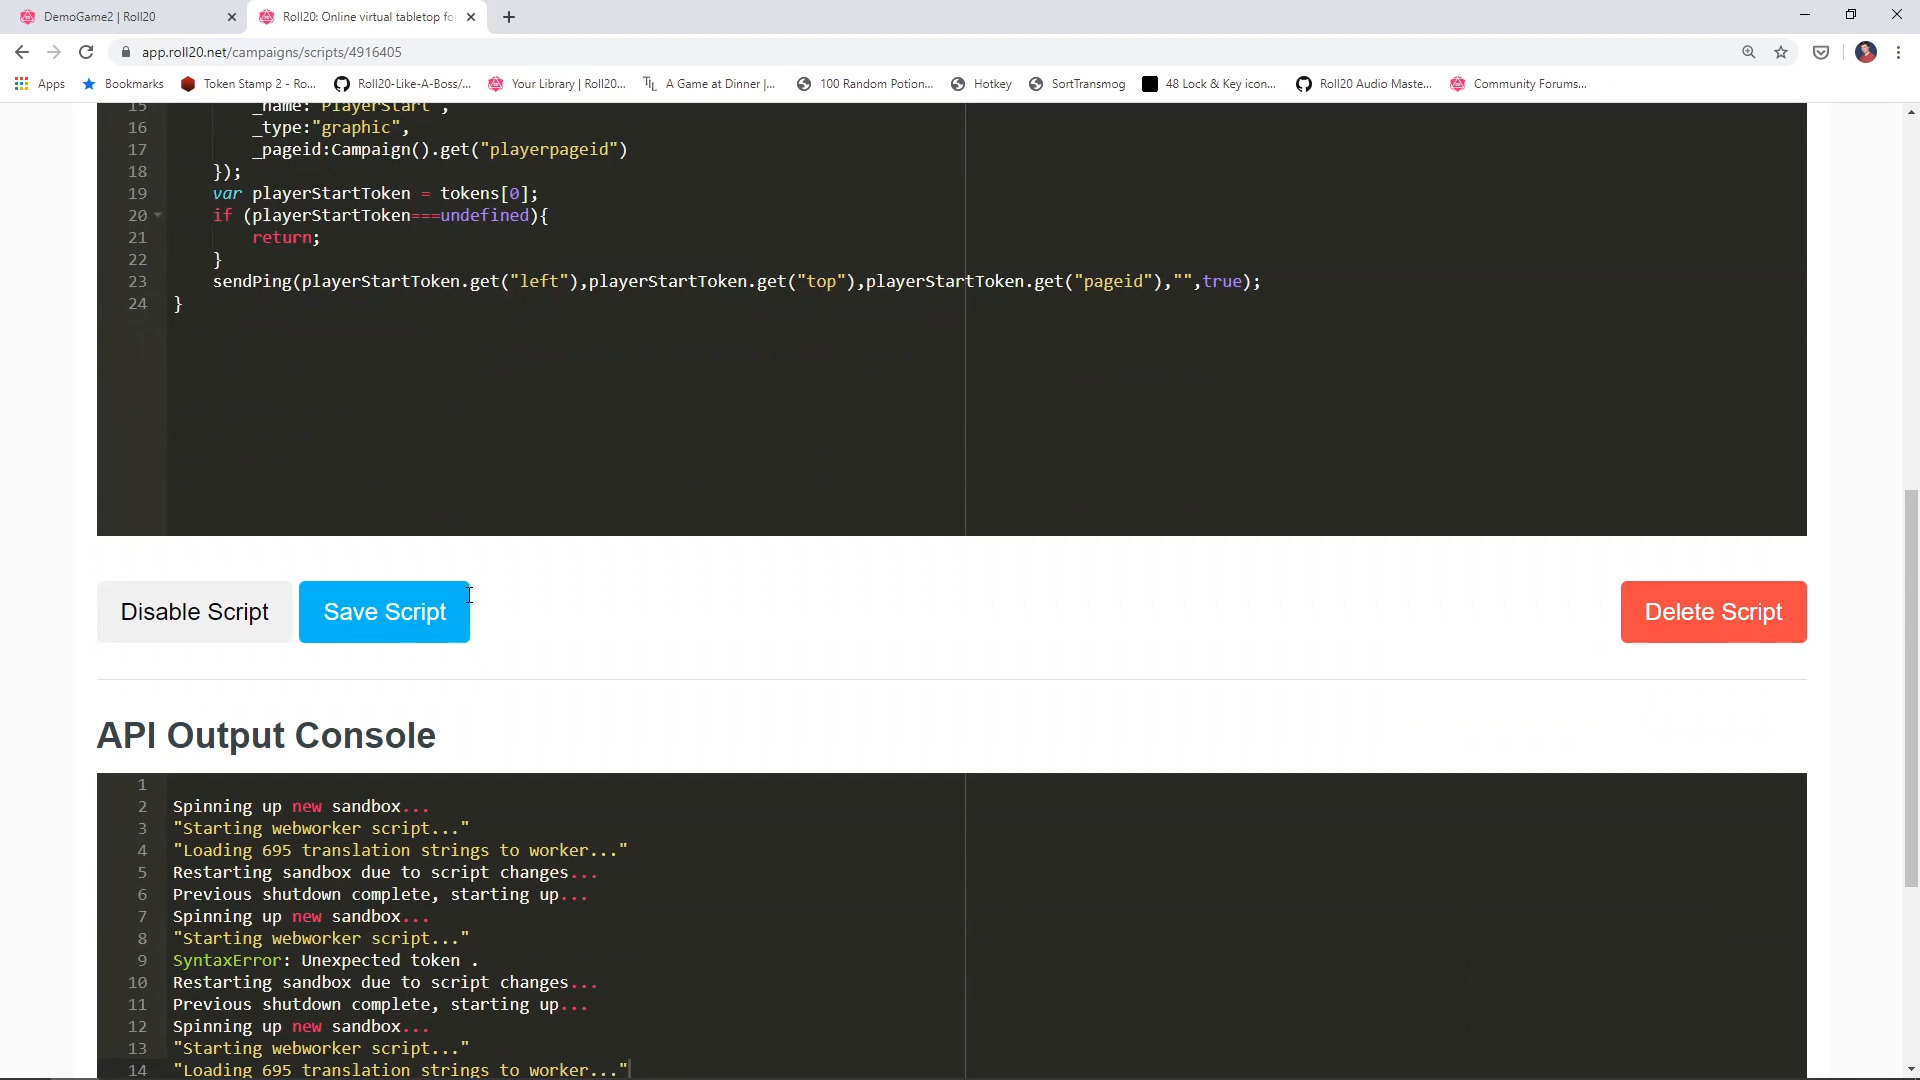 DemoGame2 | Roll20
Roll20: Online virtual tabletop fo
app.roll20.net/campaigns/scripts/4916405
Apps
Bookmarks
Token Stamp 2 - Ro...
Roll20-Like-A-Boss/...
Your Library | Roll20...
TL
A Game at Dinner |...
100 Random Potion...
Hotkey
SortTransmog
48 Lock & Key icon...
Roll20 Audio Maste...
Community Forums...
15 _name:"PlayerStart",
16 _type:"graphic",
17 _pageid:Campaign().get("playerpageid")
18 });
19 var playerStartToken = tokens[0];
20 if (playerStartToken===undefined){
21 return;
22 }
23 sendPing(playerStartToken.get("left"),playerStartToken.get("top"),playerStartToken.get("pageid"),"",true);
24 }
Disable Script
Save Script
Delete Script
API Output Console
1
2 Spinning up new sandbox...
3 "Starting webworker script..."
4 "Loading 695 translation strings to worker..."
5 Restarting sandbox due to script changes...
6 Previous shutdown complete, starting up...
7 Spinning up new sandbox...
8 "Starting webworker script..."
9 SyntaxError: Unexpected token .
10 Restarting sandbox due to script changes...
11 Previous shutdown complete, starting up...
12 Spinning up new sandbox...
13 "Starting webworker script..."
14 "Loading 695 translation strings to worker..."